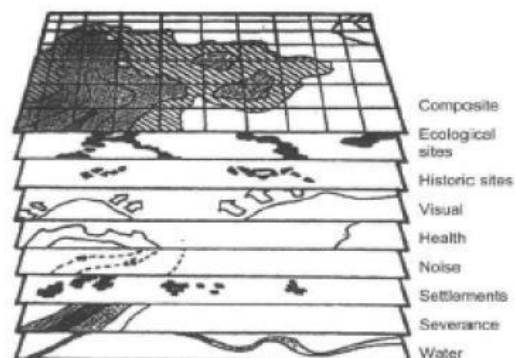 Composite
Ecological
sites
Historic sites
Visual
Health
Noise
Settlements
Severance
Water